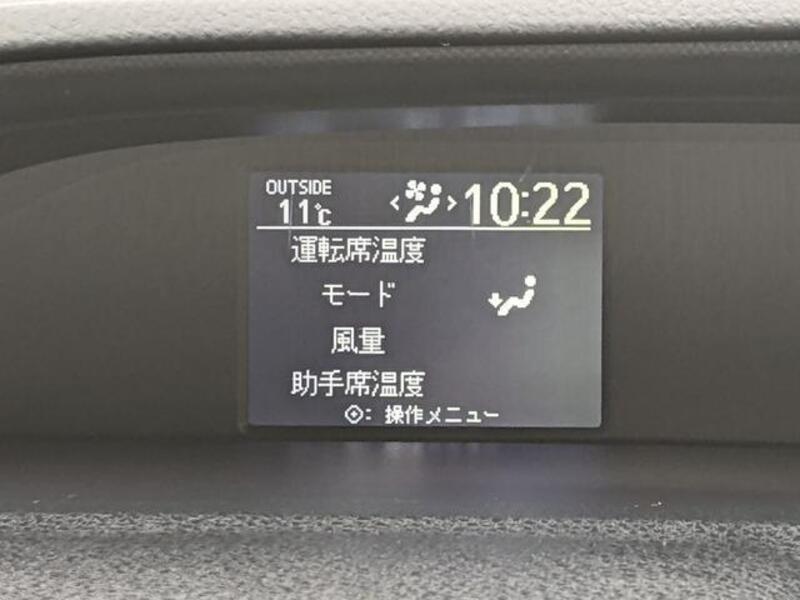 OUTSIDE
11℃ 10:22
運転席温度
モード
風量
助手席温度
: 操作メニュー